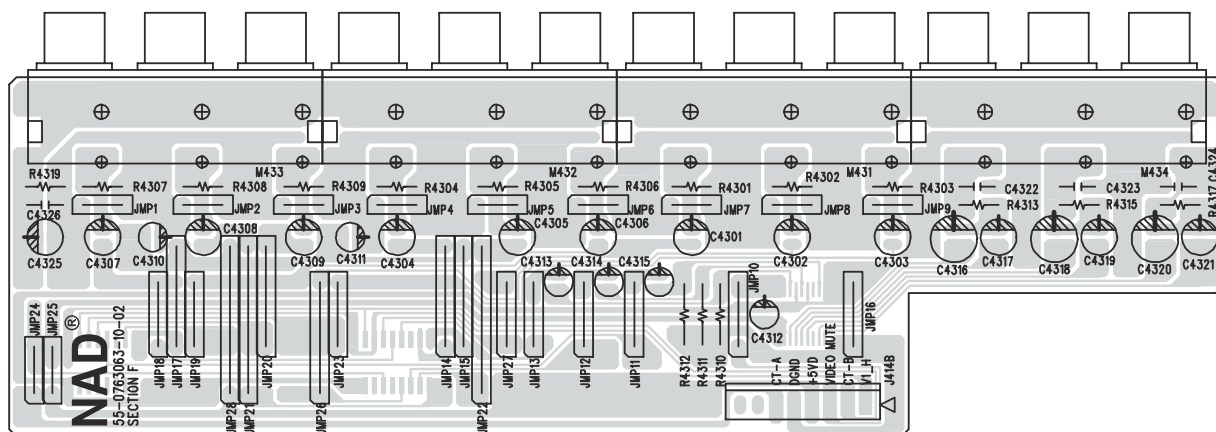 R4319
R4307
M433
R4308
R4309
R4304
R4305
M432
R4306
R4301
R4302
M431
R4303
C4322
R4313
C4323
R4315
M434
R4317
C4324
C4326
JMP1
JMP2
JMP3
JMP4
JMP5
JMP6
JMP7
JMP8
JMP9
C4325
C4307
C4310
C4308
C4309
C4311
C4304
C4305
C4306
C4301
C4302
C4303
C4316
C4317
C4318
C4319
C4320
C4321
C4313
C4314
C4315
JMP10
C4312
JMP16
JMP24
JMP25
NAD®
55-0763063-10-02
SECTION F
JMP18
JMP17
JMP19
JMP28
JMP21
JMP20
JMP26
JMP23
JMP14
JMP15
JMP22
JMP27
JMP13
JMP12
JMP11
R4312
R4311
R4310
CT-A
DGND
+5VD
VIDEO MUTE
CT-B
V1_H
J414B